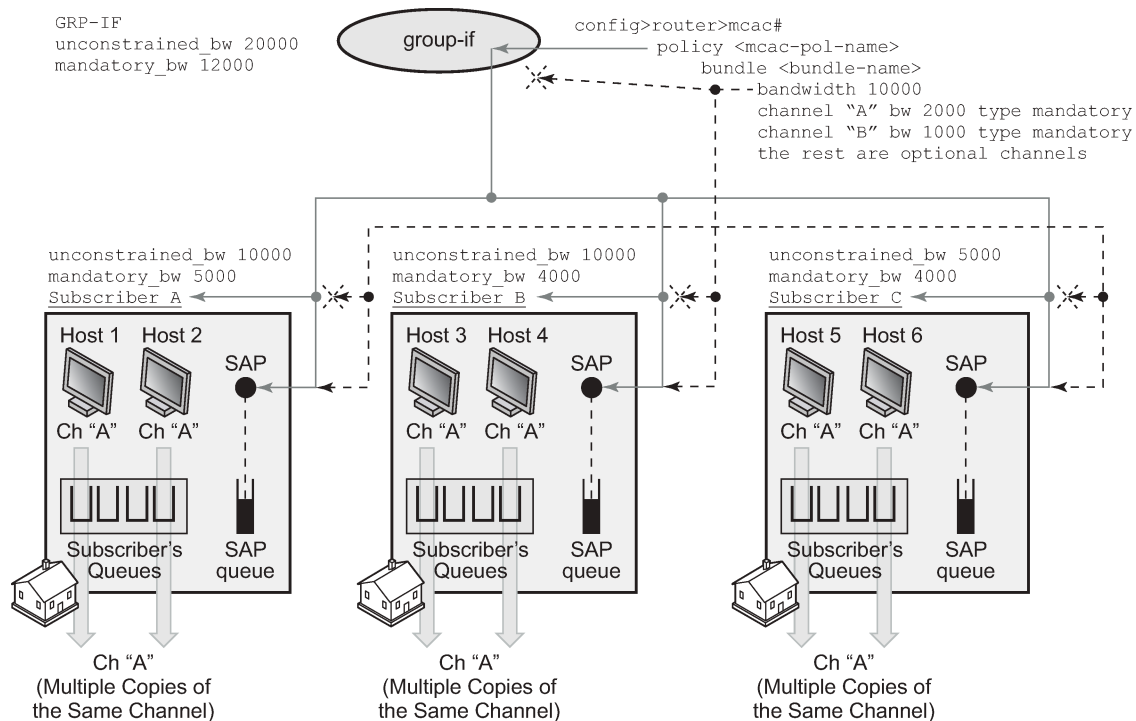 GRP-IF
unconstrained_bw 20000
mandatory_bw 12000
group-if
config>router>mcac#
policy <mcac-pol-name>
bundle <bundle-name>
bandwidth 10000
channel “A” bw 2000 type mandatory
channel “B” bw 1000 type mandatory
the rest are optional channels
unconstrained_bw 10000
mandatory_bw 5000
Subscriber A
Host 1
Host 2
SAP
Ch “A”
Ch “A”
Subscriber’s
Queues
SAP
queue
Ch “A”
(Multiple Copies of
the Same Channel)
unconstrained_bw 10000
mandatory_bw 4000
Subscriber B
Host 3
Host 4
SAP
Ch “A”
Ch “A”
Subscriber’s
Queues
SAP
queue
Ch “A”
(Multiple Copies of
the Same Channel)
unconstrained_bw 5000
mandatory_bw 4000
Subscriber C
Host 5
Host 6
SAP
Ch “A”
Ch “A”
Subscriber’s
Queues
SAP
queue
Ch “A”
(Multiple Copies of
the Same Channel)